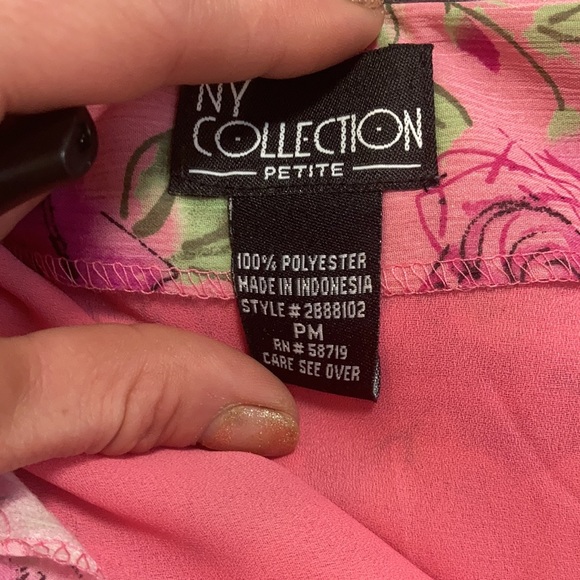 NY
COLLECTION
PETITE
100% POLYESTER
MADE IN INDONESIA
STYLE # 2888102
PM
RN # 58719
CARE SEE OVER